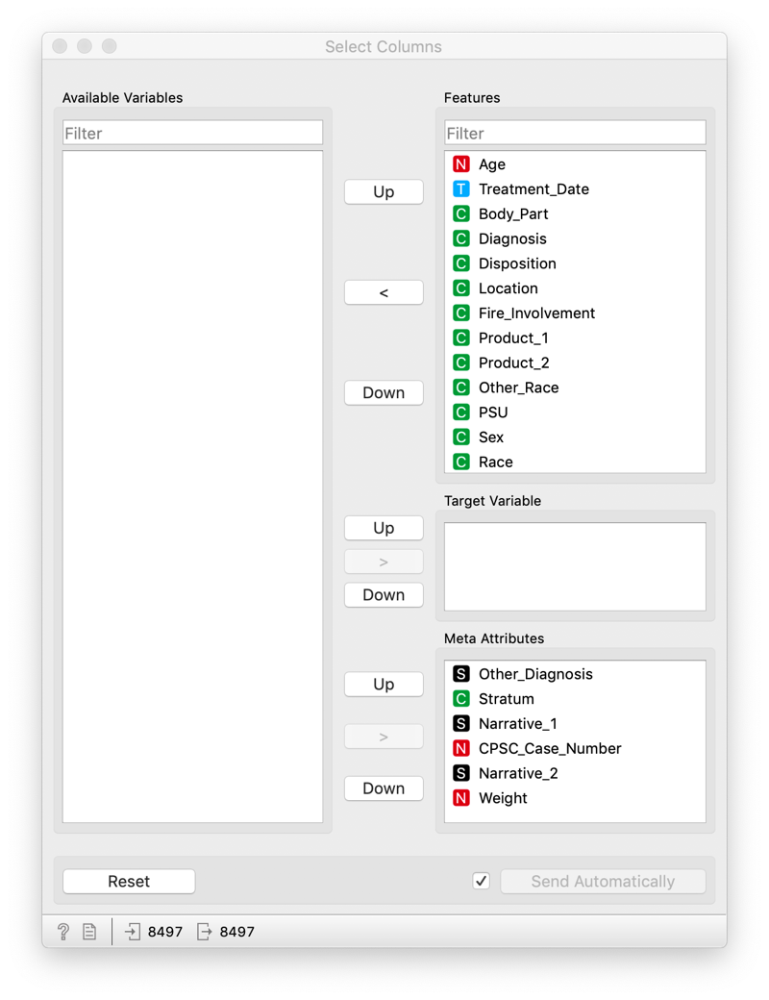 Select Columns
Available Variables
Filter
Up
<
Down
Up
>
Down
Up
>
Down
Features
Filter
N Age
T Treatment_Date
C Body_Part
C Diagnosis
C Disposition
C Location
C Fire_Involvement
C Product_1
C Product_2
C Other_Race
C PSU
C Sex
C Race
Target Variable
Meta Attributes
S Other_Diagnosis
C Stratum
S Narrative_1
N CPSC_Case_Number
S Narrative_2
N Weight
Reset
Send Automatically
? 8497 8497